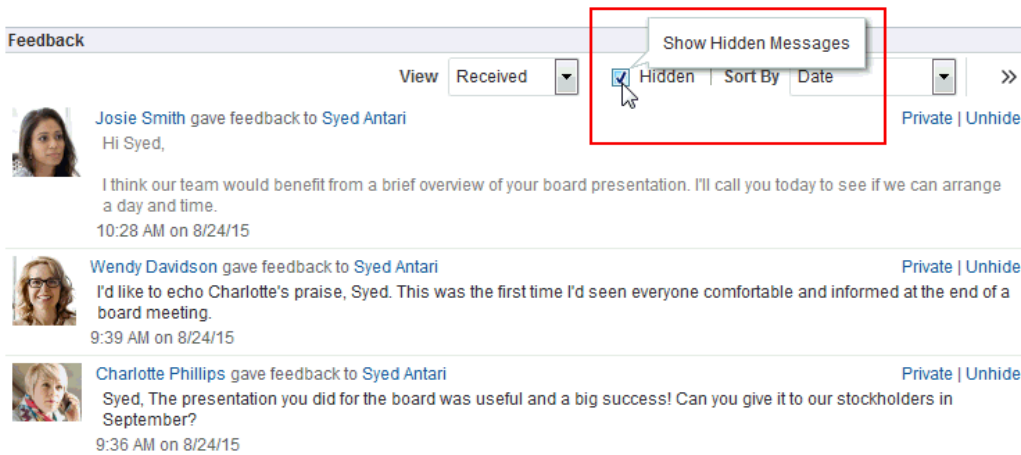 Show Hidden Messages
Feedback
View Received Hidden | Sort By Date »
Josie Smith gave feedback to Syed Antari Private | Unhide
Hi Syed,
I think our team would benefit from a brief overview of your board presentation. I'll call you today to see if we can arrange
a day and time.
10:28 AM on 8/24/15
Wendy Davidson gave feedback to Syed Antari Private | Unhide
I'd like to echo Charlotte's praise, Syed. This was the first time I'd seen everyone comfortable and informed at the end of a
board meeting.
9:39 AM on 8/24/15
Charlotte Phillips gave feedback to Syed Antari Private | Unhide
Syed, The presentation you did for the board was useful and a big success! Can you give it to our stockholders in
September?
9:36 AM on 8/24/15